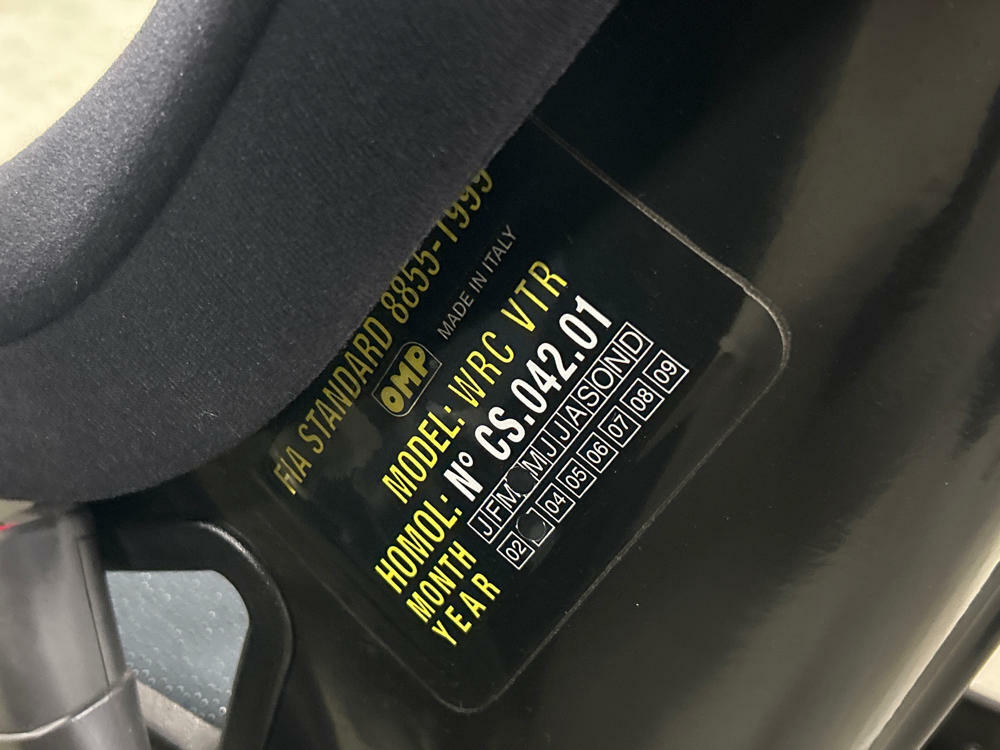 FIA STANDARD 8855-1999
OMP MADE IN ITALY
MODEL: WRC VTR
HOMOL: N° CS.042.01
MONTH J F M M J J A S O N D
YEAR 02 04 05 06 07 08 09